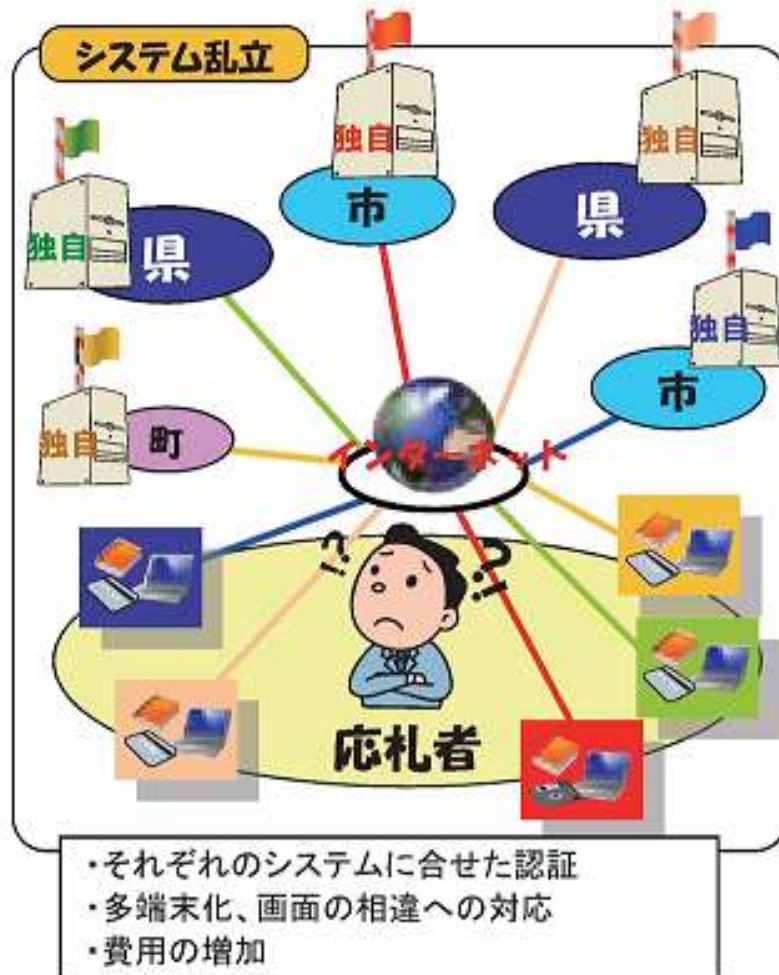 システム乱立
独自
市
独自
県
独自
県
独自
市
独自
町
インターネット
!?
?!
応札者
・それぞれのシステムに合せた認証
・多端末化、画面の相違への対応
・費用の増加